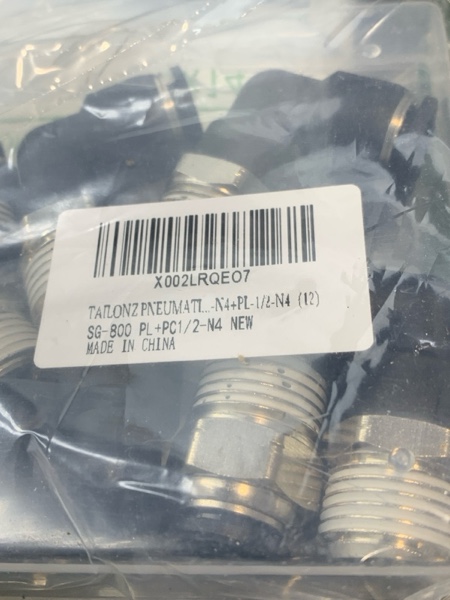 X002LRQEO7
TAILONZ PNEUMATI...-N4+PL-1/2-N4 (12)
SG-800 PL+PC1/2-N4 NEW
MADE IN CHINA